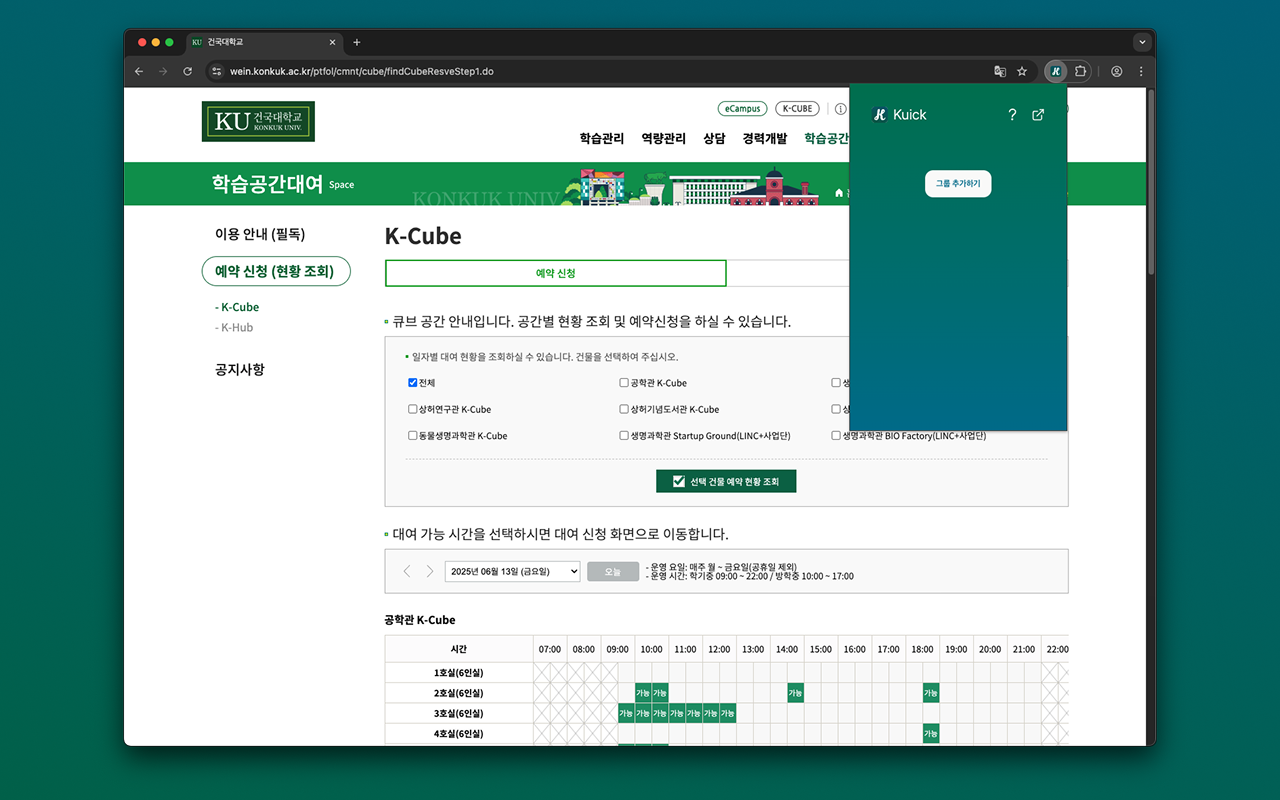 KU 건국대학교
wein.konkuk.ac.kr/ptfol/cmnt/cube/findCubeResveStep1.do
KU 건국대학교
KONKUK UNIV.
eCampus K-CUBE
학습관리 역량관리 상담 경력개발 학습공간
Kuick ?
그룹 추가하기
학습공간대여 Space
KONKUK UNIV
이용 안내 (필독)
예약 신청 (현황 조회)
- K-Cube
- K-Hub
공지사항
K-Cube
예약 신청
큐브 공간 안내입니다. 공간별 현황 조회 및 예약신청을 하실 수 있습니다.
일자별 대여 현황을 조회하실 수 있습니다. 건물을 선택하여 주십시오.
전체 공학관 K-Cube
상허연구관 K-Cube 상허기념도서관 K-Cube
동물생명과학관 K-Cube 생명과학관 Startup Ground(LINC+사업단) 생명과학관 BIO Factory(LINC+사업단)
선택 건물 예약 현황 조회
대여 가능 시간을 선택하시면 대여 신청 화면으로 이동합니다.
2025년 06월 13일 (금요일) 오늘
- 운영 요일: 매주 월 ~ 금요일(공휴일 제외)
- 운영 시간: 학기중 09:00 ~ 22:00 / 방학중 10:00 ~ 17:00
공학관 K-Cube
시간 07:00 08:00 09:00 10:00 11:00 12:00 13:00 14:00 15:00 16:00 17:00 18:00 19:00 20:00 21:00 22:00
1호실(6인실)
2호실(6인실) 가능 가능 가능 가능
3호실(6인실) 가능 가능 가능 가능 가능 가능 가능
4호실(6인실) 가능